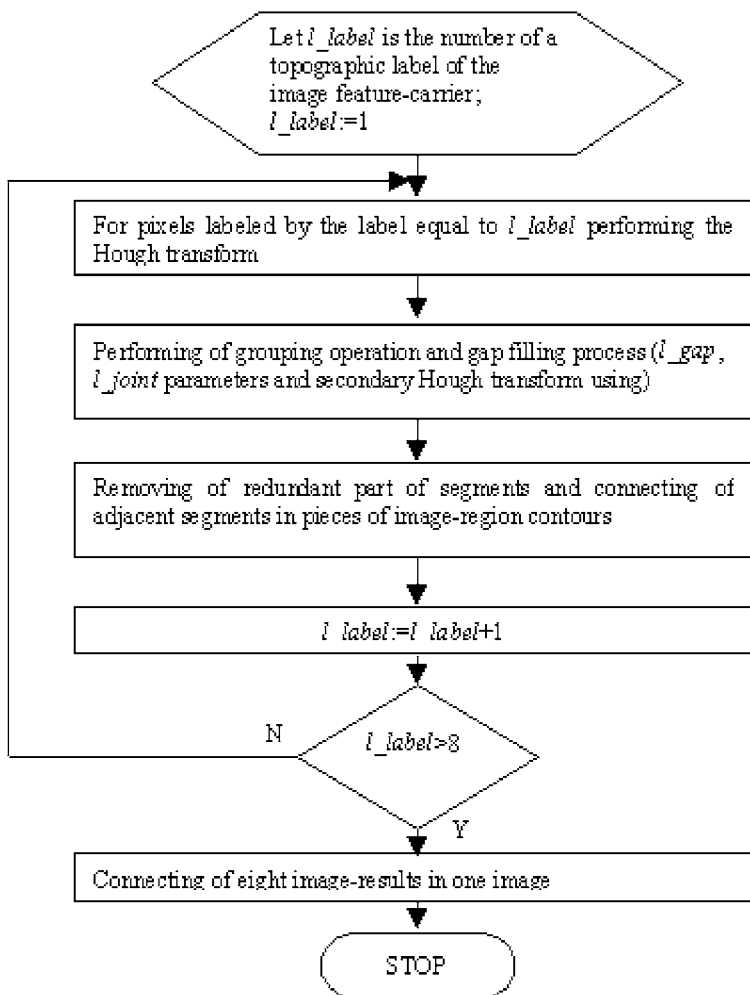 Let l_label is the number of a
topographic label of the
image feature-carrier;
l_label:=1
For pixels labeled by the label equal to l_label performing the
Hough transform
Performing of grouping operation and gap filling process (l_gap ,
l_joint parameters and secondary Hough transform using)
Removing of redundant part of segments and connecting of
adjacent segments in pieces of image-region contours
l_label:=l_label+1
N
l_label>8
Y
Connecting of eight image-results in one image
STOP